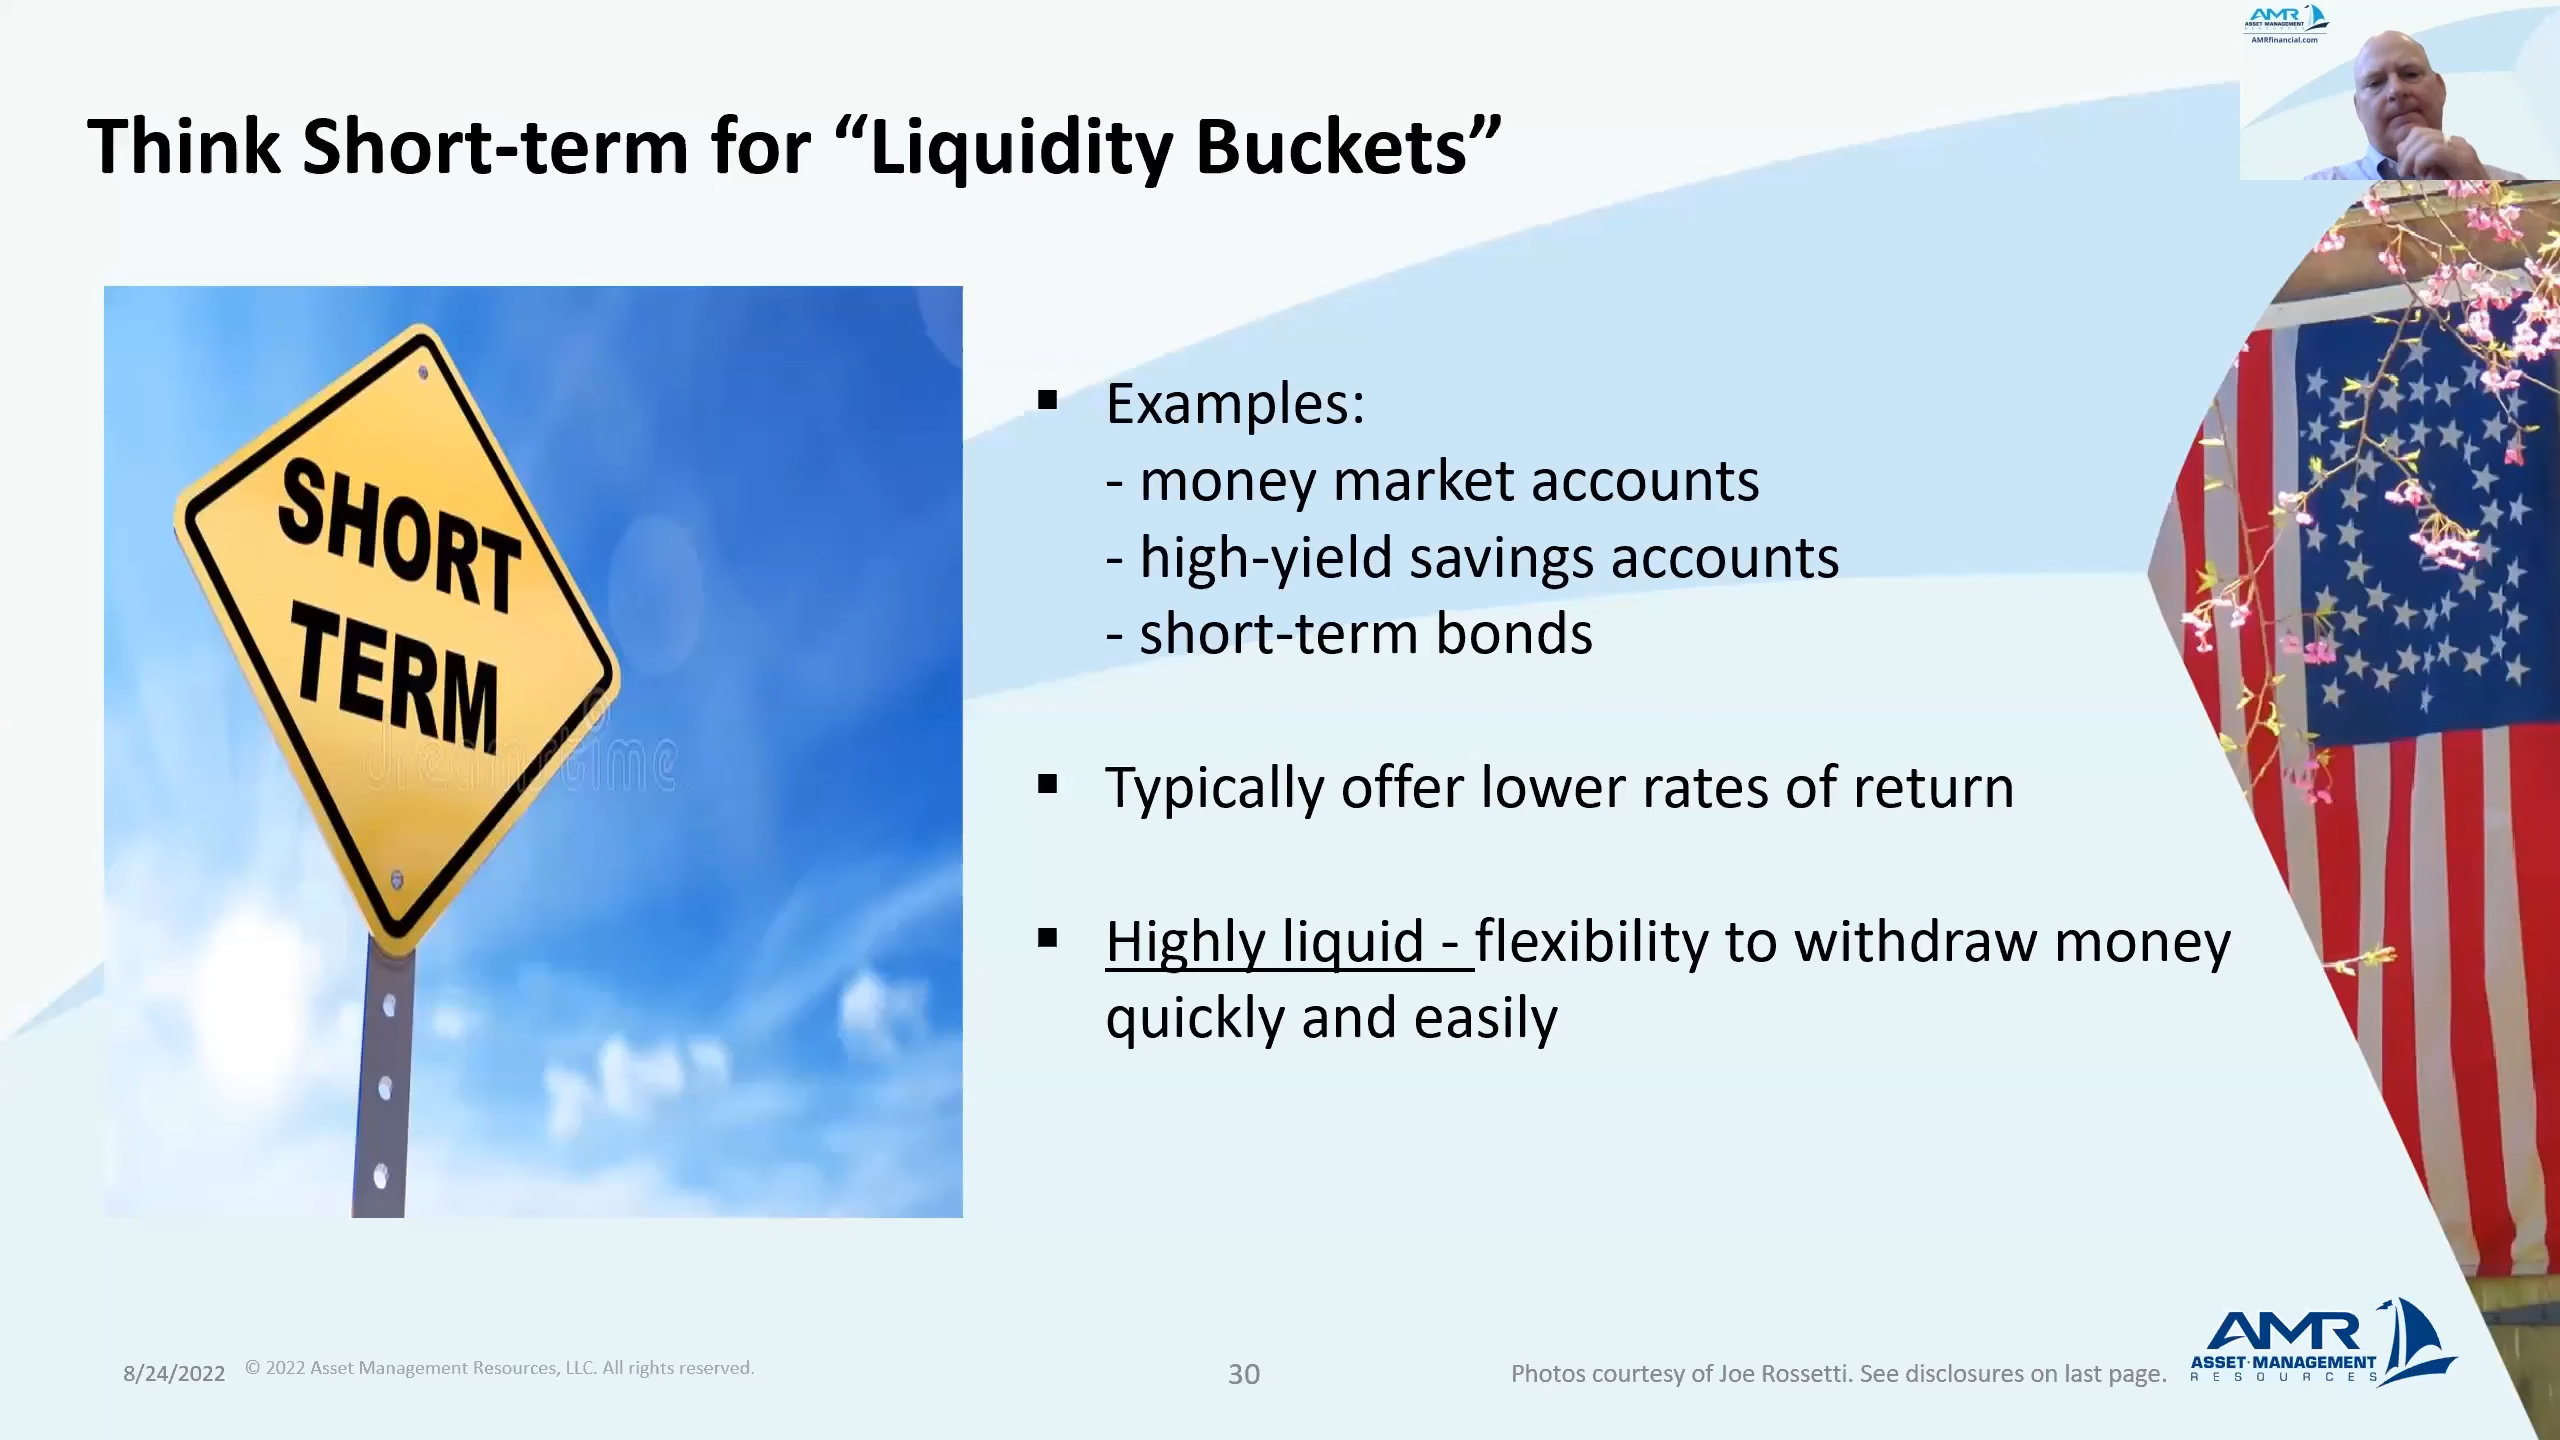 AMR
ASSET MANAGEMENT
RESOURCES
AMRfinancial.com
Think Short-term for “Liquidity Buckets”
SHORT
TERM
dreamstime
▪ Examples:
- money market accounts
- high-yield savings accounts
- short-term bonds
▪ Typically offer lower rates of return
▪ Highly liquid - flexibility to withdraw money
quickly and easily
8/24/2022
© 2022 Asset Management Resources, LLC. All rights reserved.
30
Photos courtesy of Joe Rossetti. See disclosures on last page.
AMR
ASSET·MANAGEMENT
RESOURCES